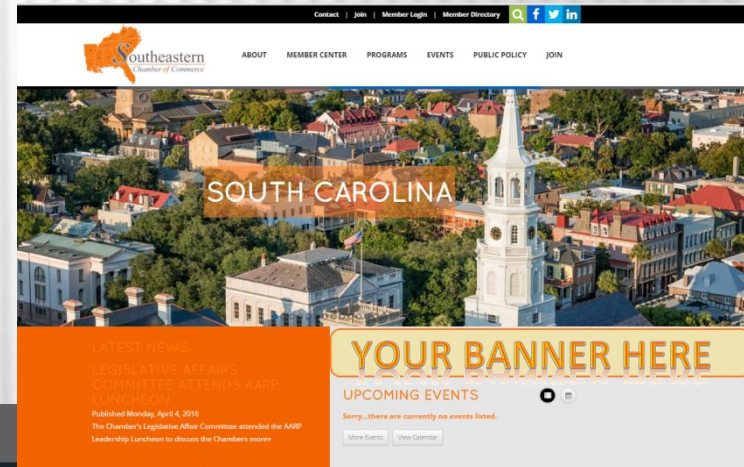 Contact | Join | Member Login | Member Directory
Southeastern
Chamber of Commerce
ABOUT MEMBER CENTER PROGRAMS EVENTS PUBLIC POLICY JOIN
SOUTH CAROLINA
LATEST NEWS
LEGISLATIVE AFFAIRS
COMMITTEE ATTENDS AARP
LUNCHEON
Published Monday, April 4, 2016
The Chamber's Legislative Affair Committee attended the AARP
Leadership Luncheon to discuss the Chambers more»
YOUR BANNER HERE
UPCOMING EVENTS
Sorry...there are currently no events listed.
More Events View Calendar